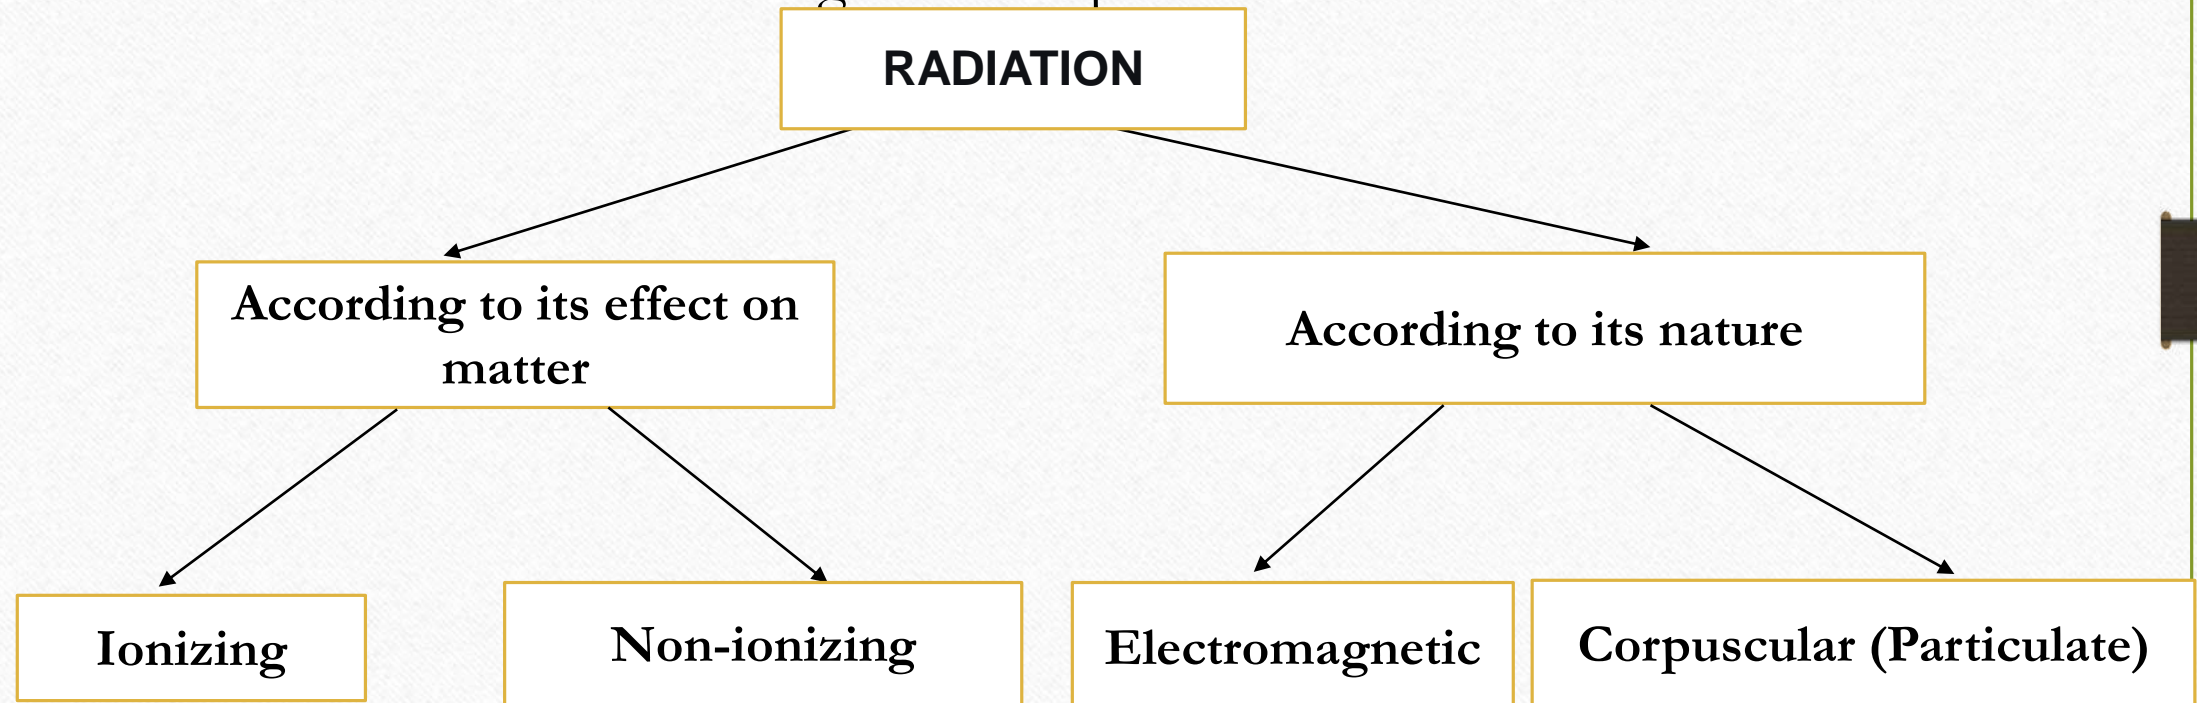 RADIATION
According to its effect on
matter
According to its nature
Ionizing
Non-ionizing
Electromagnetic
Corpuscular (Particulate)